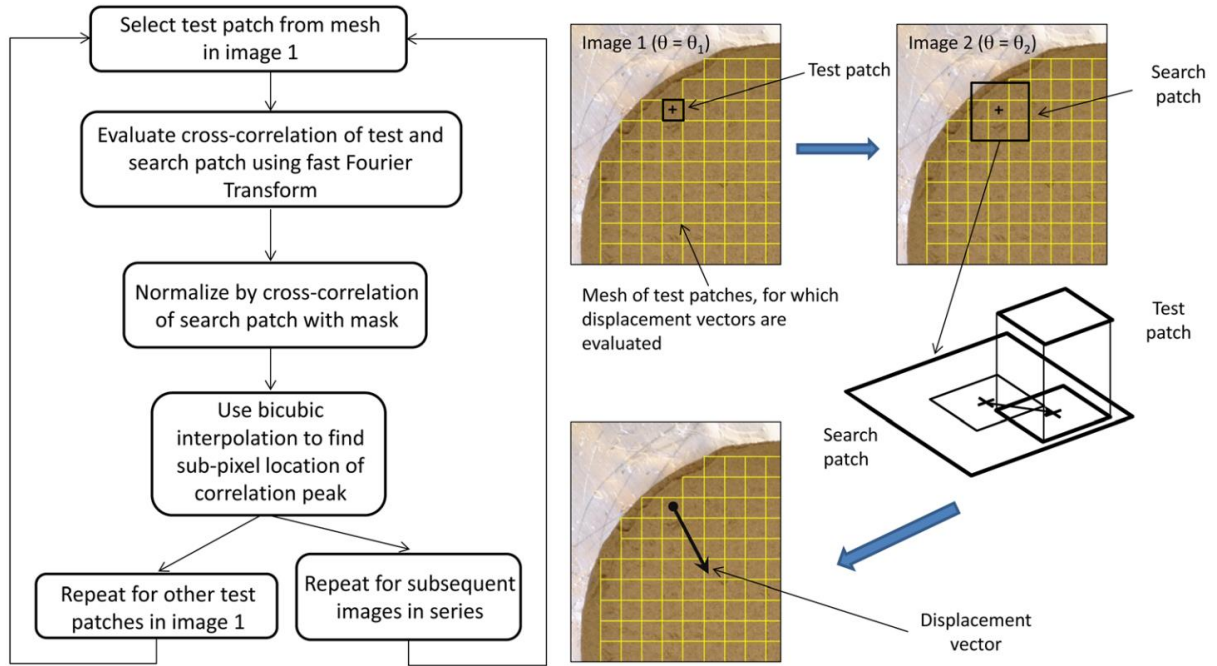 Select test patch from mesh
in image 1
Evaluate cross-correlation of test and
search patch using fast Fourier
Transform
Normalize by cross-correlation
of search patch with mask
Use bicubic
interpolation to find
sub-pixel location of
correlation peak
Repeat for other test
patches in image 1
Repeat for subsequent
images in series
Image 1 (θ = θ₁)
Test patch
Image 2 (θ = θ₂)
Search
patch
Mesh of test patches, for which
displacement vectors are
evaluated
Test
patch
Search
patch
Displacement
vector